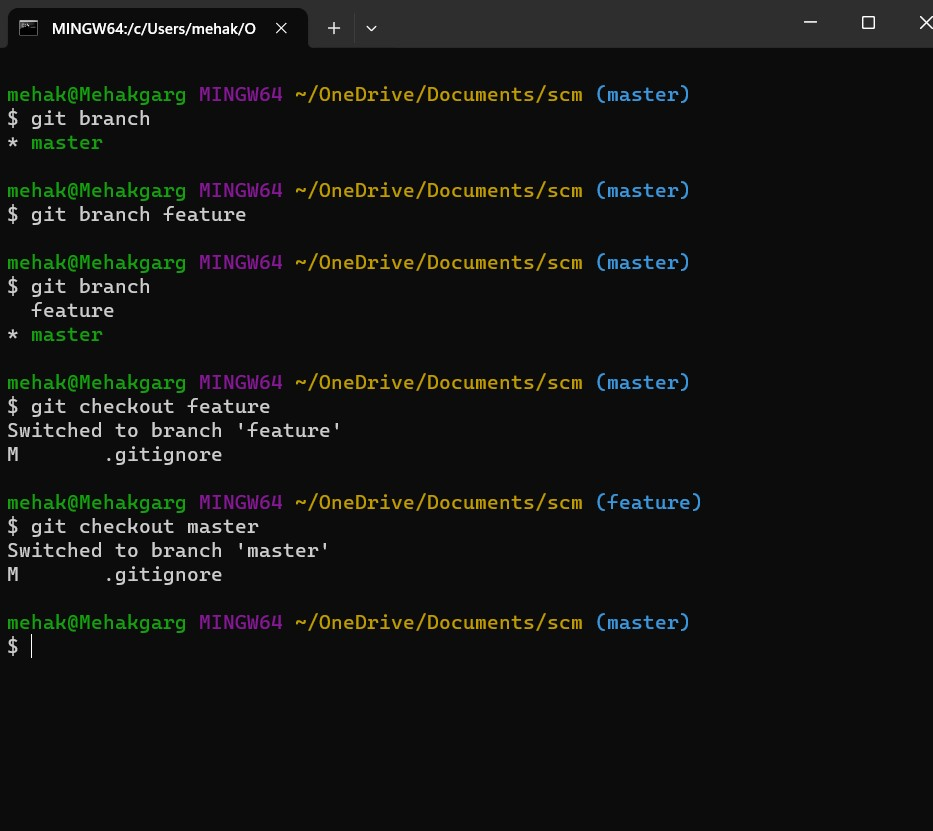 MINGW64:/c/Users/mehak/O
mehak@Mehakgarg MINGW64 ~/OneDrive/Documents/scm (master)
$ git branch
* master
mehak@Mehakgarg MINGW64 ~/OneDrive/Documents/scm (master)
$ git branch feature
mehak@Mehakgarg MINGW64 ~/OneDrive/Documents/scm (master)
$ git branch
  feature
* master
mehak@Mehakgarg MINGW64 ~/OneDrive/Documents/scm (master)
$ git checkout feature
Switched to branch 'feature'
M       .gitignore
mehak@Mehakgarg MINGW64 ~/OneDrive/Documents/scm (feature)
$ git checkout master
Switched to branch 'master'
M       .gitignore
mehak@Mehakgarg MINGW64 ~/OneDrive/Documents/scm (master)
$